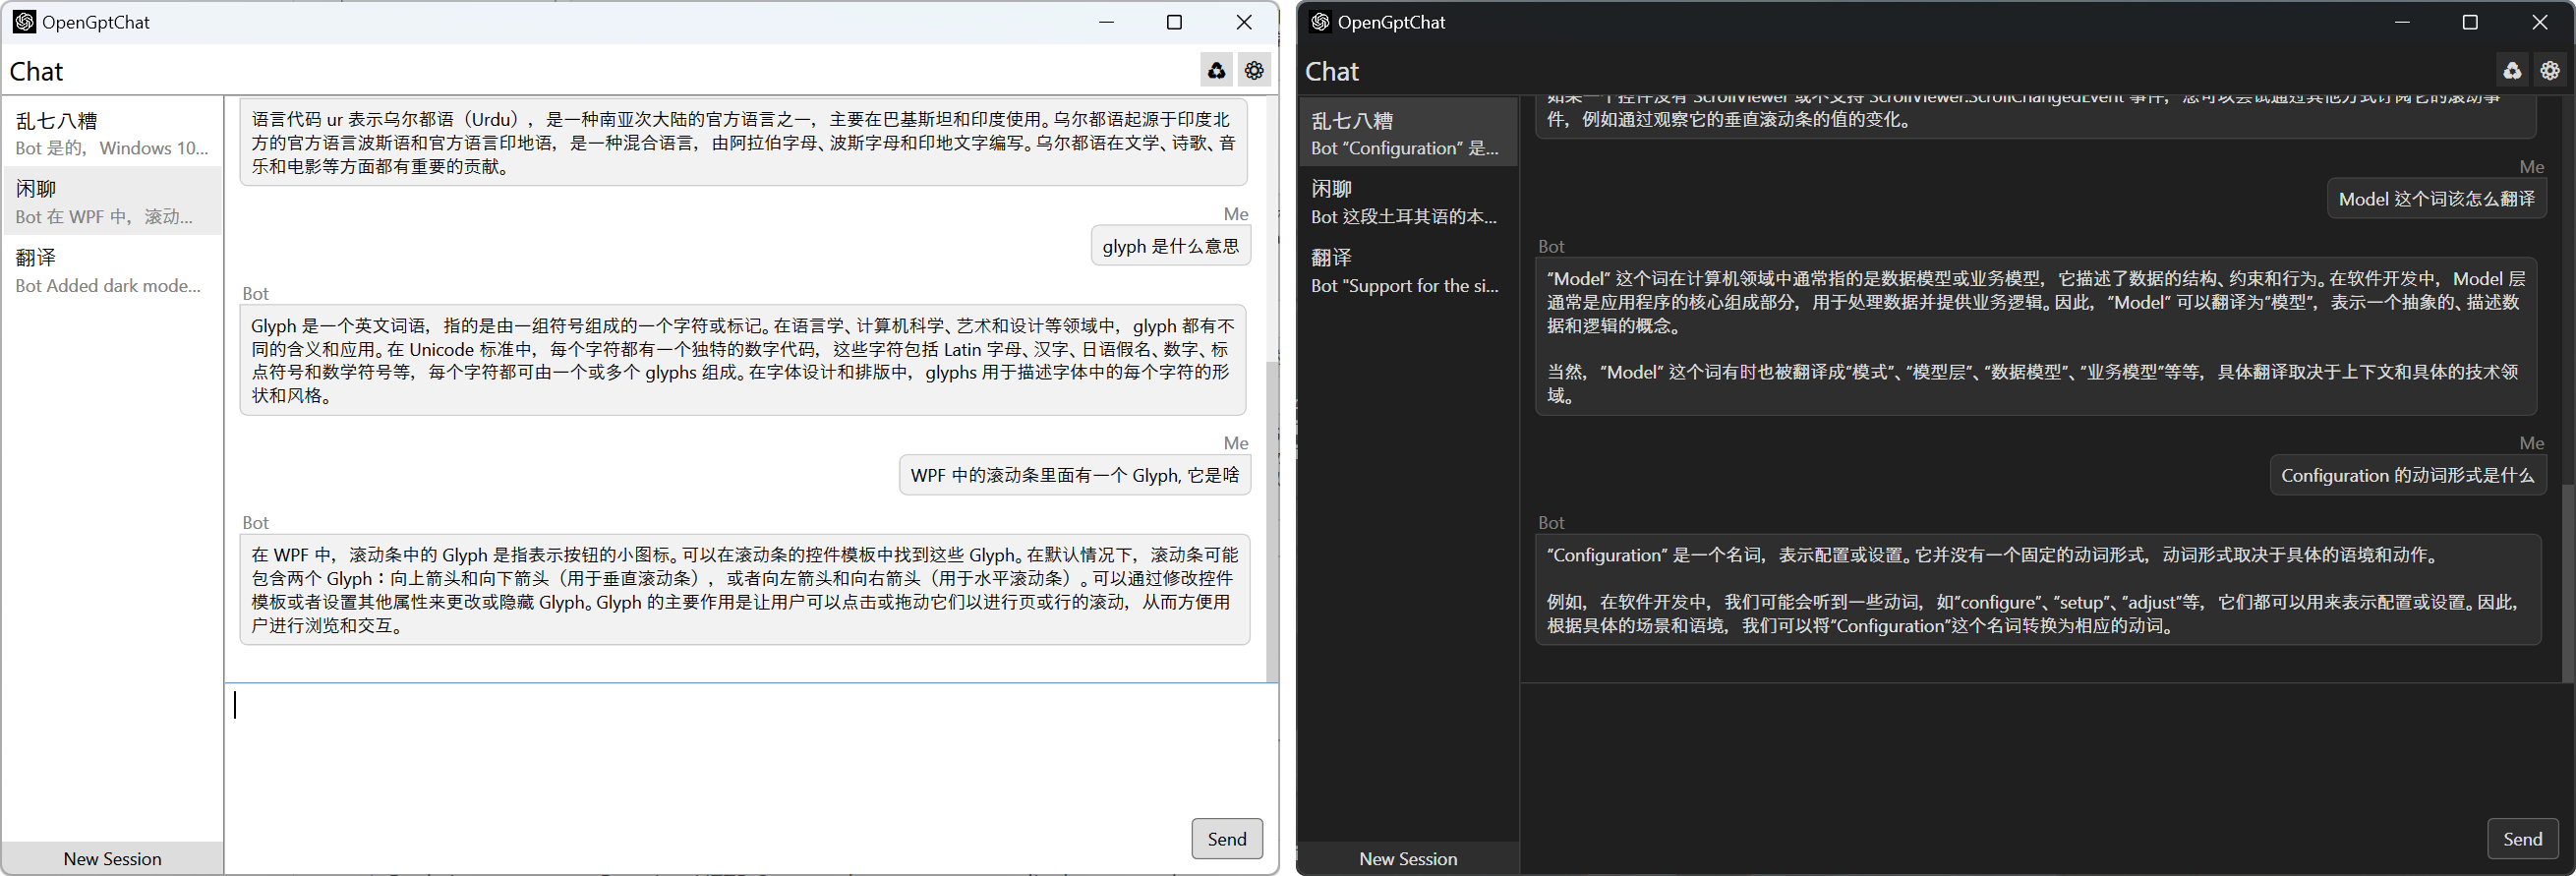 OpenGptChat
Chat
乱七八糟
Bot 是的，Windows 10...
闲聊
Bot 在 WPF 中，滚动...
翻译
Bot Added dark mode...
New Session
语言代码 ur 表示乌尔都语（Urdu），是一种南亚次大陆的官方语言之一，主要在巴基斯坦和印度使用。乌尔都语起源于印度北
方的官方语言波斯语和官方语言印地语，是一种混合语言，由阿拉伯字母、波斯字母和印地文字编写。乌尔都语在文学、诗歌、音
乐和电影等方面都有重要的贡献。
Me
glyph 是什么意思
Bot
Glyph 是一个英文词语，指的是由一组符号组成的一个字符或标记。在语言学、计算机科学、艺术和设计等领域中，glyph 都有不
同的含义和应用。在 Unicode 标准中，每个字符都有一个独特的数字代码，这些字符包括 Latin 字母、汉字、日语假名、数字、标
点符号和数学符号等，每个字符都可由一个或多个 glyphs 组成。在字体设计和排版中，glyphs 用于描述字体中的每个字符的形
状和风格。
Me
WPF 中的滚动条里面有一个 Glyph, 它是啥
Bot
在 WPF 中，滚动条中的 Glyph 是指表示按钮的小图标。可以在滚动条的控件模板中找到这些 Glyph。在默认情况下，滚动条可能
包含两个 Glyph：向上箭头和向下箭头（用于垂直滚动条），或者向左箭头和向右箭头（用于水平滚动条）。可以通过修改控件
模板或者设置其他属性来更改或隐藏 Glyph。Glyph 的主要作用是让用户可以点击或拖动它们以进行页或行的滚动，从而方便用
户进行浏览和交互。
Send
OpenGptChat
Chat
乱七八糟
Bot “Configuration” 是...
闲聊
Bot 这段土耳其语的本...
翻译
Bot "Support for the si...
New Session
如果一个控件没有 ScrollViewer 或不支持 ScrollViewer.ScrollChangedEvent 事件，您可以尝试通过其他方式订阅它的滚动事
件，例如通过观察它的垂直滚动条的值的变化。
Me
Model 这个词该怎么翻译
Bot
“Model” 这个词在计算机领域中通常指的是数据模型或业务模型，它描述了数据的结构、约束和行为。在软件开发中，Model 层
通常是应用程序的核心组成部分，用于处理数据并提供业务逻辑。因此，“Model” 可以翻译为“模型”，表示一个抽象的、描述数
据和逻辑的概念。
当然，“Model” 这个词有时也被翻译成“模式”、“模型层”、“数据模型”、“业务模型”等等，具体翻译取决于上下文和具体的技术领
域。
Me
Configuration 的动词形式是什么
Bot
“Configuration” 是一个名词，表示配置或设置。它并没有一个固定的动词形式，动词形式取决于具体的语境和动作。
例如，在软件开发中，我们可能会听到一些动词，如“configure”、“setup”、“adjust”等，它们都可以用来表示配置或设置。因此，
根据具体的场景和语境，我们可以将“Configuration”这个名词转换为相应的动词。
Send